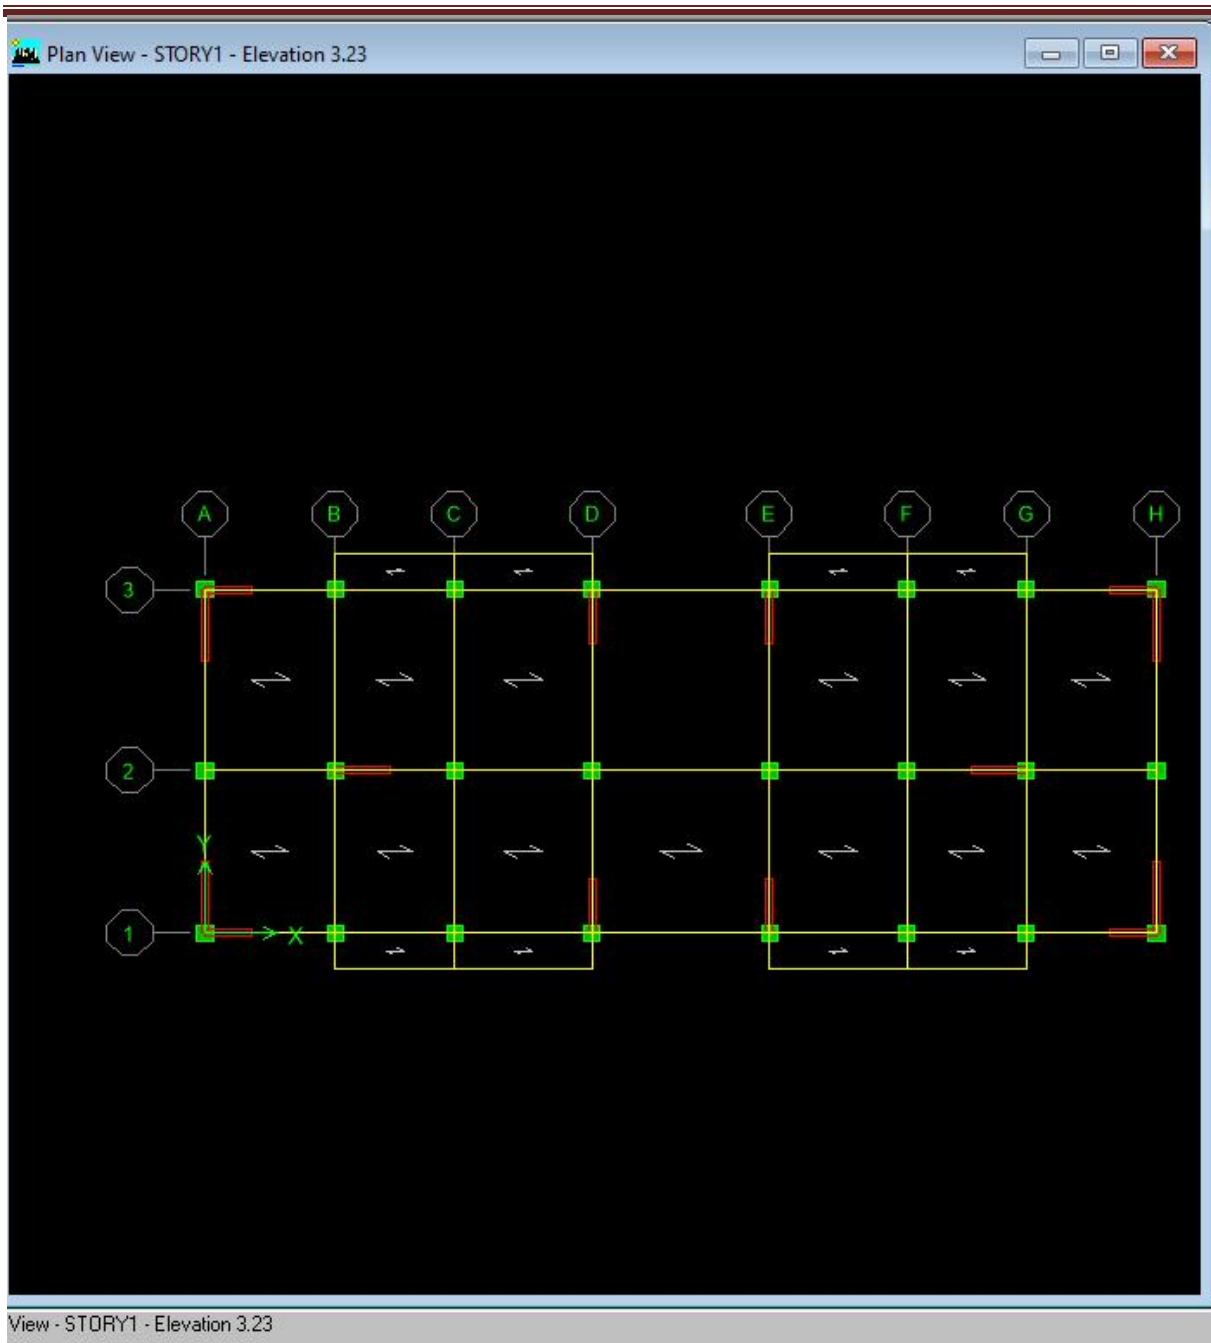 Plan View - STORY1 - Elevation 3.23
A B C D E F G H
3
2
Y
1
X
View - STORY1 - Elevation 3.23